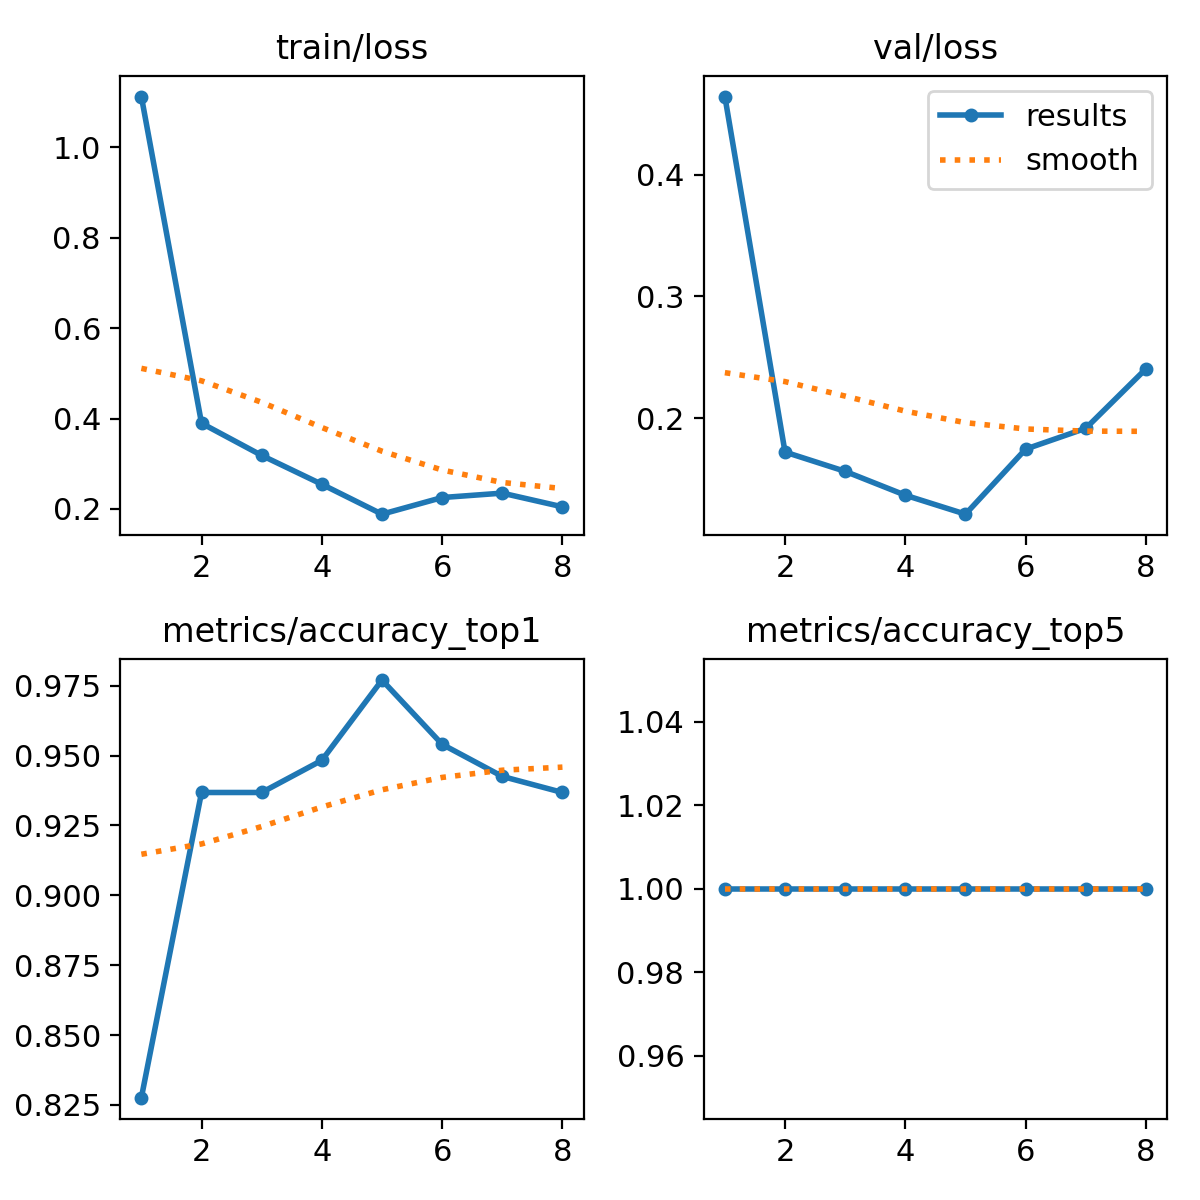 train/loss
1.0
0.8
0.6
0.4
0.2
2 4 6 8
val/loss
results
smooth
0.4
0.3
0.2
2 4 6 8
metrics/accuracy_top1
0.975
0.950
0.925
0.900
0.875
0.850
0.825
2 4 6 8
metrics/accuracy_top5
1.04
1.02
1.00
0.98
0.96
2 4 6 8